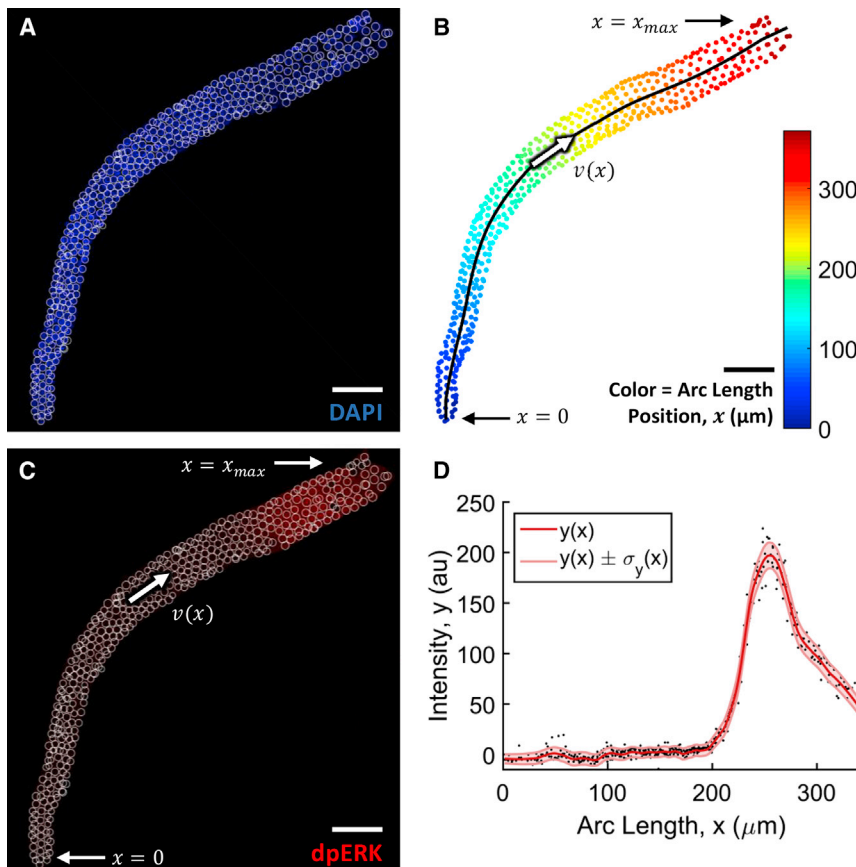 A
DAPI
B
x = x_max
v(x)
300
200
100
0
Color = Arc Length
Position, x (μm)
x = 0
C
x = x_max
v(x)
x = 0
dpERK
D
y(x)
y(x) ± σ_y(x)
250
200
150
100
50
0
Intensity, y (au)
0 100 200 300
Arc Length, x (μm)